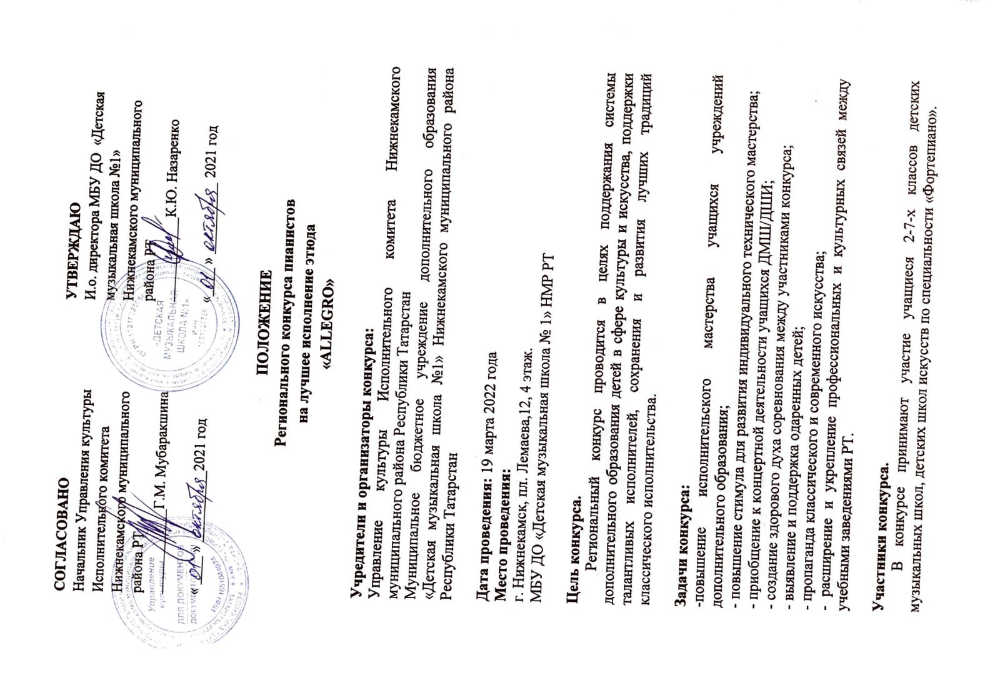 СОГЛАСОВАНО
Начальник Управления культуры
Исполнительного комитета
Нижнекамского муниципального
района РТ
Г.М. Мубаракшина
октября 2021 год
УТВЕРЖДАЮ
И.о. директора МБУ ДО «Детская
музыкальная школа №1»
Нижнекамского муниципального
района РТ
К.Ю. Назаренко
« 01 » октября 2021 год
Управление
культуры
ДЛЯ ДОКУМЕНТОВ
"ДЕТСКАЯ
МУЗЫКАЛЬНАЯ
ШКОЛА №1"
ИНН
ПОЛОЖЕНИЕ
Регионального конкурса пианистов
на лучшее исполнение этюда
«ALLEGRO»
Учредители и организаторы конкурса:
Управление культуры Исполнительного комитета Нижнекамского
муниципального района Республики Татарстан
Муниципальное бюджетное учреждение дополнительного образования
«Детская музыкальная школа №1» Нижнекамского муниципального района
Республики Татарстан
Дата проведения: 19 марта 2022 года
Место проведения:
г. Нижнекамск, пл. Лемаева,12, 4 этаж.
МБУ ДО «Детская музыкальная школа № 1» НМР РТ
Цель конкурса.
Региональный конкурс проводится в целях поддержания системы
дополнительного образования детей в сфере культуры и искусства, поддержки
талантливых исполнителей, сохранения и развития лучших традиций
классического исполнительства.
Задачи конкурса:
-повышение исполнительского мастерства учащихся учреждений
дополнительного образования;
- повышение стимула для развития индивидуального технического мастерства;
- приобщение к концертной деятельности учащихся ДМШ/ДШИ;
- создание здорового духа соревнования между участниками конкурса;
- выявление и поддержка одаренных детей;
- пропаганда классического и современного искусства;
- расширение и укрепление профессиональных и культурных связей между
учебными заведениями РТ.
Участники конкурса.
В конкурсе принимают участие учащиеся 2-7-х классов детских
музыкальных школ, детских школ искусств по специальности «Фортепиано».